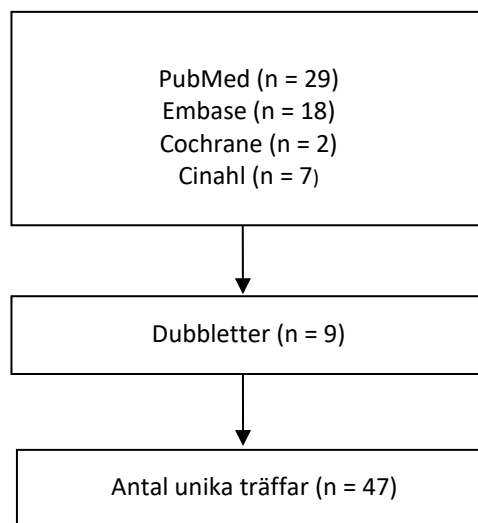 PubMed (n = 29)
Embase (n = 18)
Cochrane (n = 2)
Cinahl (n = 7)
Dubbletter (n = 9)
Antal unika träffar (n = 47)